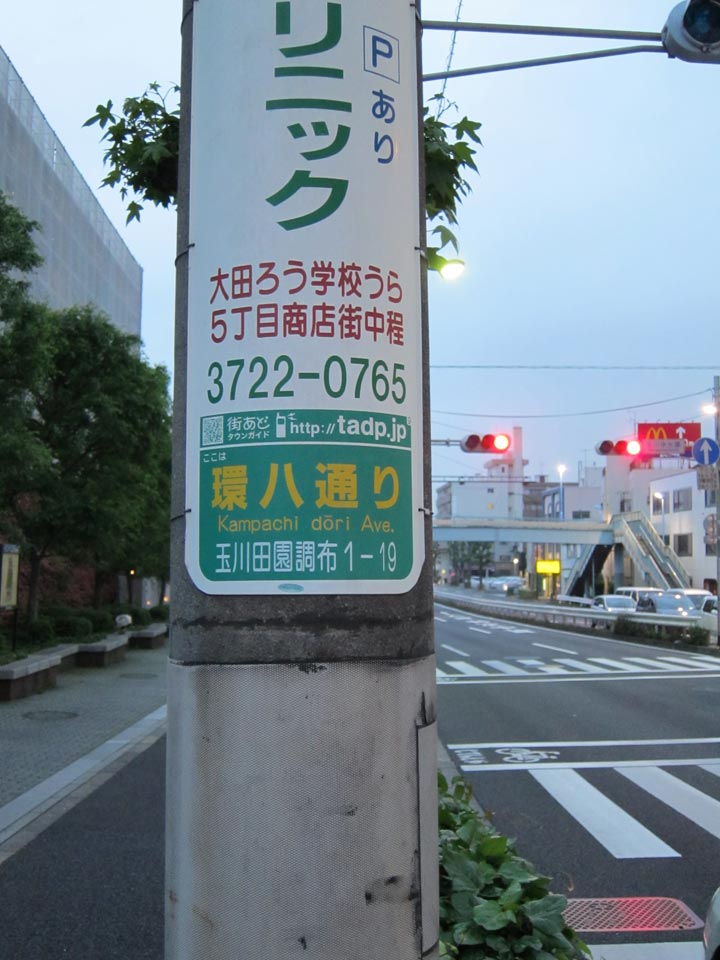 リニック
Pあり
大田ろう学校うら
5丁目商店街中程
3722-0765
街あど
タウンガイド
http://tadp.jp
ここは
環八通り
Kampachi dōri Ave.
玉川田園調布1-19